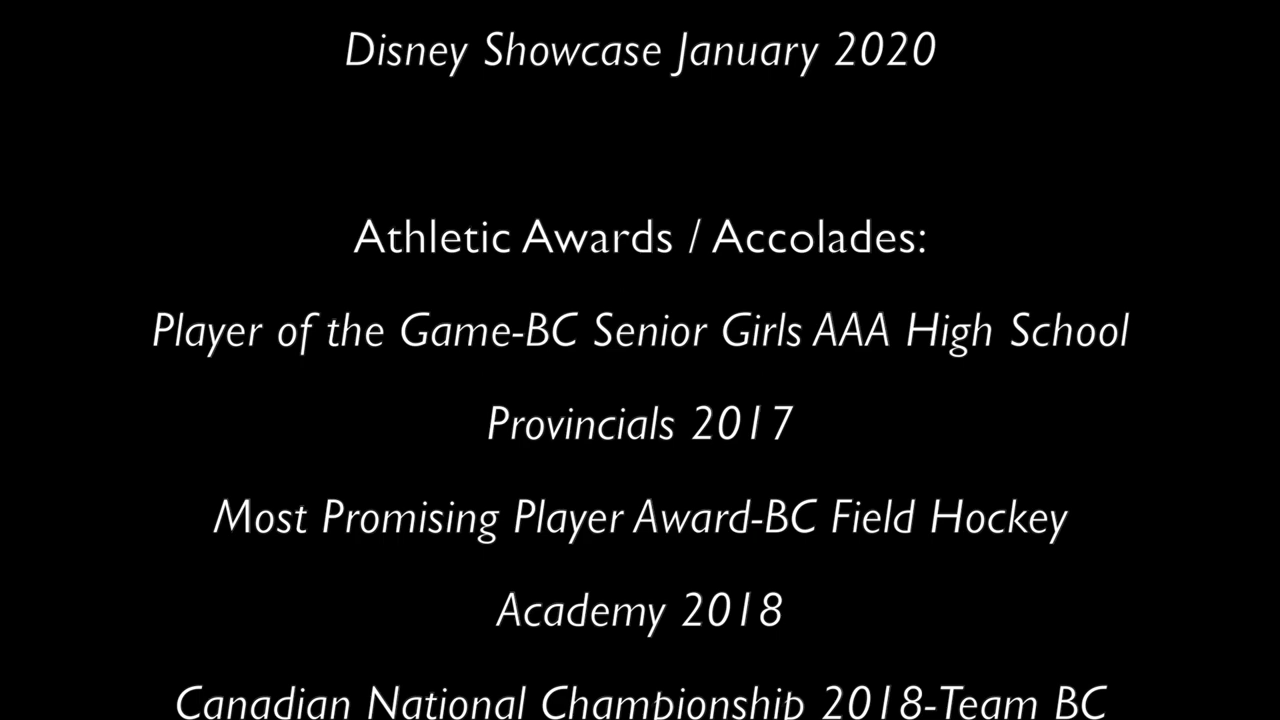 Disney Showcase January 2020
Athletic Awards / Accolades:
Player of the Game-BC Senior Girls AAA High School
Provincials 2017
Most Promising Player Award-BC Field Hockey
Academy 2018
Canadian National Championship 2018-Team BC